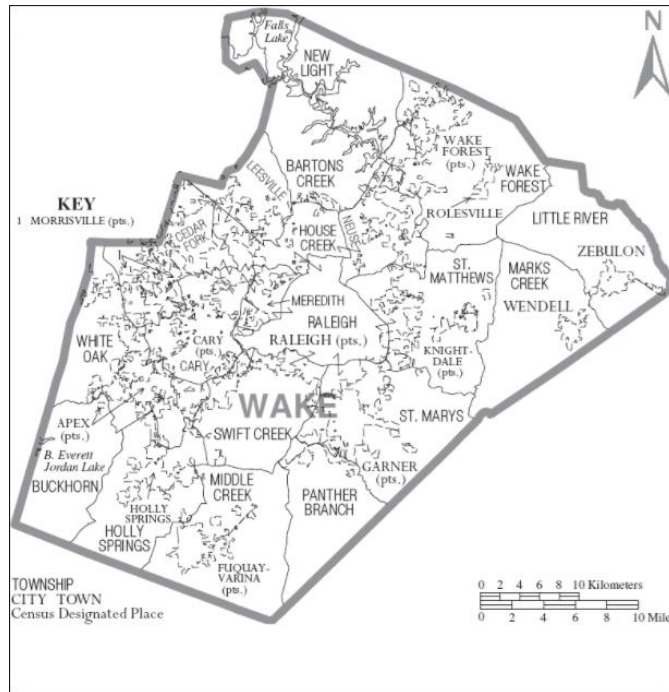 Falls
Lake
N
NEW
LIGHT
WAKE
FOREST
(pts.)
LEESVILLE
BARTONS
CREEK
WAKE
FOREST
KEY
1 MORRISVILLE (pts.)
ROLESVILLE
LITTLE RIVER
CEDAR
FORK
HOUSE
CREEK
NEUSE
1
ZEBULON
ST.
MATTHEWS
MARKS
CREEK
MEREDITH
WENDELL
RALEIGH
RALEIGH (pts.)
WHITE
OAK
CARY
(pts.)
CARY
KNIGHT-
DALE
(pts.)
WAKE
APEX
(pts.)
ST. MARYS
SWIFT CREEK
B. Everett
Jordan Lake
GARNER
(pts.)
BUCKHORN
MIDDLE
CREEK
PANTHER
BRANCH
HOLLY
SPRINGS
HOLLY
SPRINGS
FUQUAY-
VARINA
(pts.)
TOWNSHIP
CITY TOWN
Census Designated Place
0 2 4 6 8 10 Kilometers
0 2 4 6 8 10 Mile